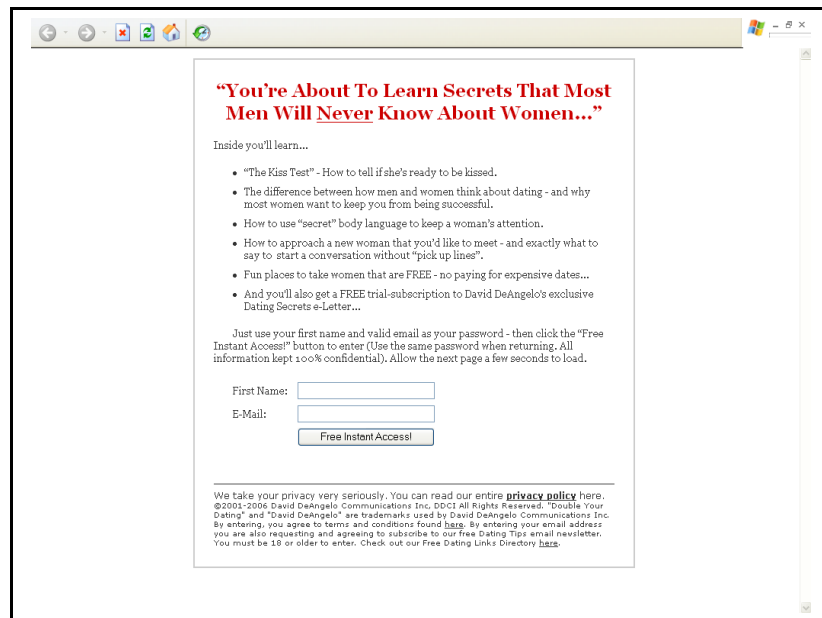 “You’re About To Learn Secrets That Most
Men Will Never Know About Women...”
Inside you’ll learn...
• “The Kiss Test” - How to tell if she’s ready to be kissed.
• The difference between how men and women think about dating - and why
most women want to keep you from being successful.
• How to use “secret” body language to keep a woman’s attention.
• How to approach a new woman that you’d like to meet - and exactly what to
say to start a conversation without “pick up lines”.
• Fun places to take women that are FREE - no paying for expensive dates...
• And you'll also get a FREE trial-subscription to David DeAngelo's exclusive
Dating Secrets e-Letter...
Just use your first name and valid email as your password - then click the “Free
Instant Access!” button to enter (Use the same password when returning. All
information kept 100% confidential). Allow the next page a few seconds to load.
First Name:
E-Mail:
Free Instant Access!
We take your privacy very seriously. You can read our entire privacy policy here.
©2001-2006 David DeAngelo Communications Inc, DDCI All Rights Reserved. "Double Your
Dating" and "David DeAngelo" are trademarks used by David DeAngelo Communications Inc.
By entering, you agree to terms and conditions found here. By entering your email address
you are also requesting and agreeing to subscribe to our free Dating Tips email newsletter.
You must be 18 or older to enter. Check out our Free Dating Links Directory here.